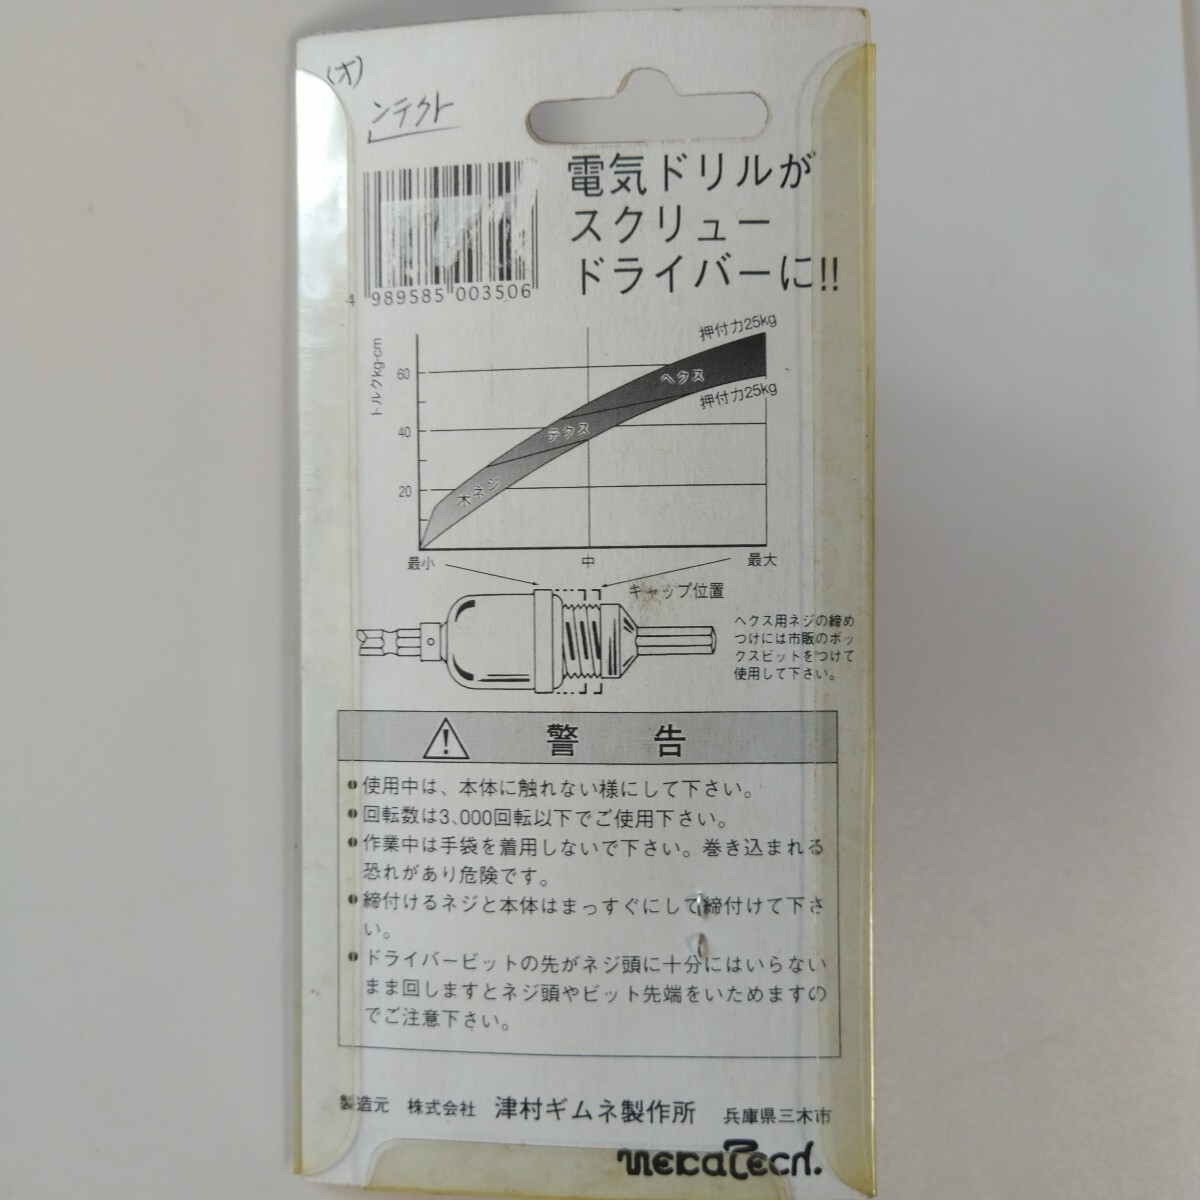 (オ)
ンテクト
4 989585 003506
電気ドリルが
スクリュー
ドライバーに!!
トルクkg-cm
60
40
20
押付力25kg
ヘクス
押付力25kg
テクス
木ネジ
最小
中
最大
キャップ位置
ヘクス用ネジの締め
つけには市販のボッ
クスビットをつけて
使用して下さい。
警告
使用中は、本体に触れない様にして下さい。
回転数は3,000回転以下でご使用下さい。
作業中は手袋を着用しないで下さい。巻き込まれる
恐れがあり危険です。
締付けるネジと本体はまっすぐにして締付けて下さ
い。
ドライバービットの先がネジ頭に十分にはいらない
まま回しますとネジ頭やビット先端をいためますの
でご注意下さい。
製造元 株式会社 津村ギムネ製作所 兵庫県三木市
mekatech.